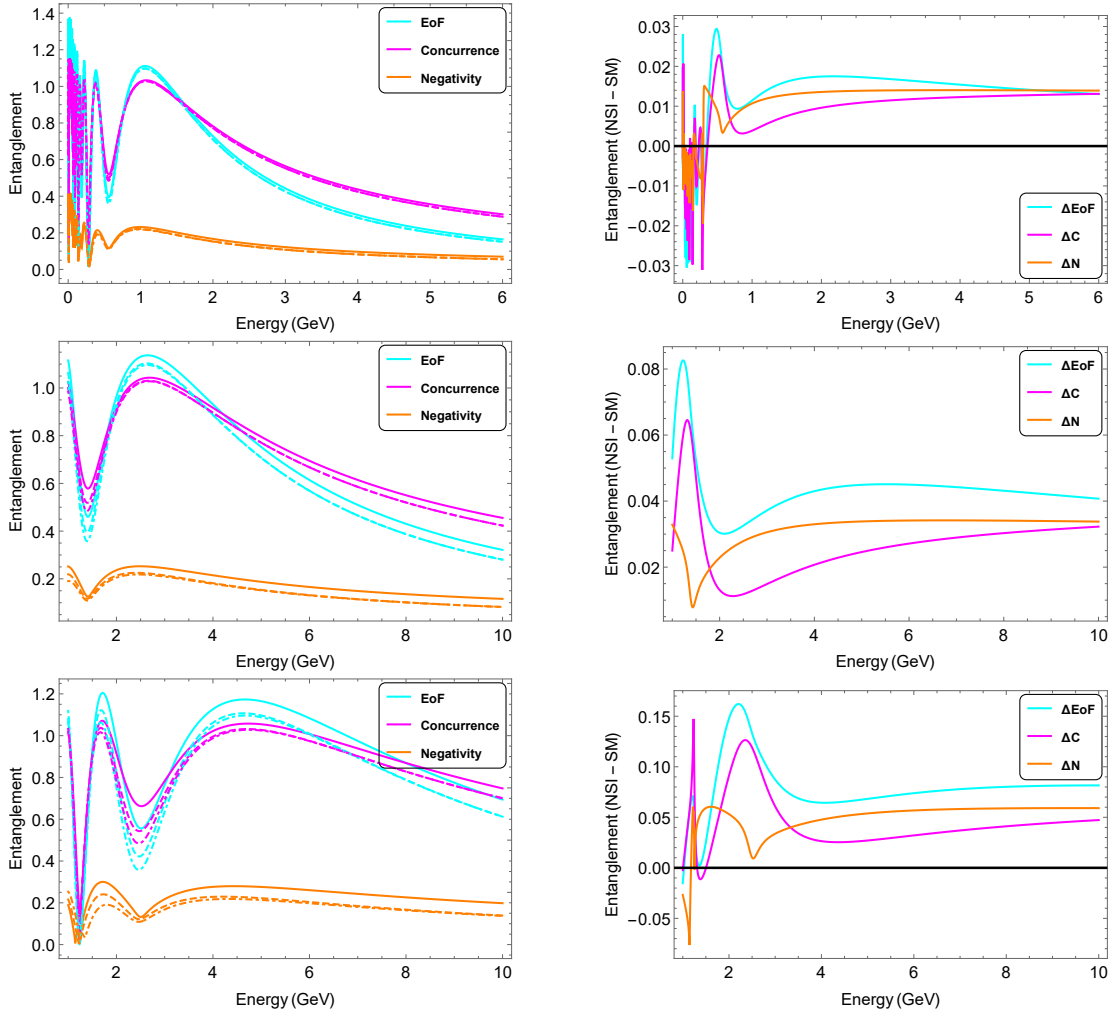 1.4
1.2
1.0
0.8
0.6
0.4
0.2
0.0
0
1
2
3
4
5
6
Entanglement
Energy (GeV)
EoF
Concurrence
Negativity
0.03
0.02
0.01
0.00
−0.01
−0.02
−0.03
0
1
2
3
4
5
6
Entanglement (NSI − SM)
Energy (GeV)
ΔEoF
ΔC
ΔN
1.0
0.8
0.6
0.4
0.2
2
4
6
8
10
Entanglement
Energy (GeV)
EoF
Concurrence
Negativity
0.08
0.06
0.04
0.02
2
4
6
8
10
Entanglement (NSI − SM)
Energy (GeV)
ΔEoF
ΔC
ΔN
1.2
1.0
0.8
0.6
0.4
0.2
0.0
2
4
6
8
10
Entanglement
Energy (GeV)
EoF
Concurrence
Negativity
0.15
0.10
0.05
0.00
−0.05
2
4
6
8
10
Entanglement (NSI − SM)
Energy (GeV)
ΔEoF
ΔC
ΔN